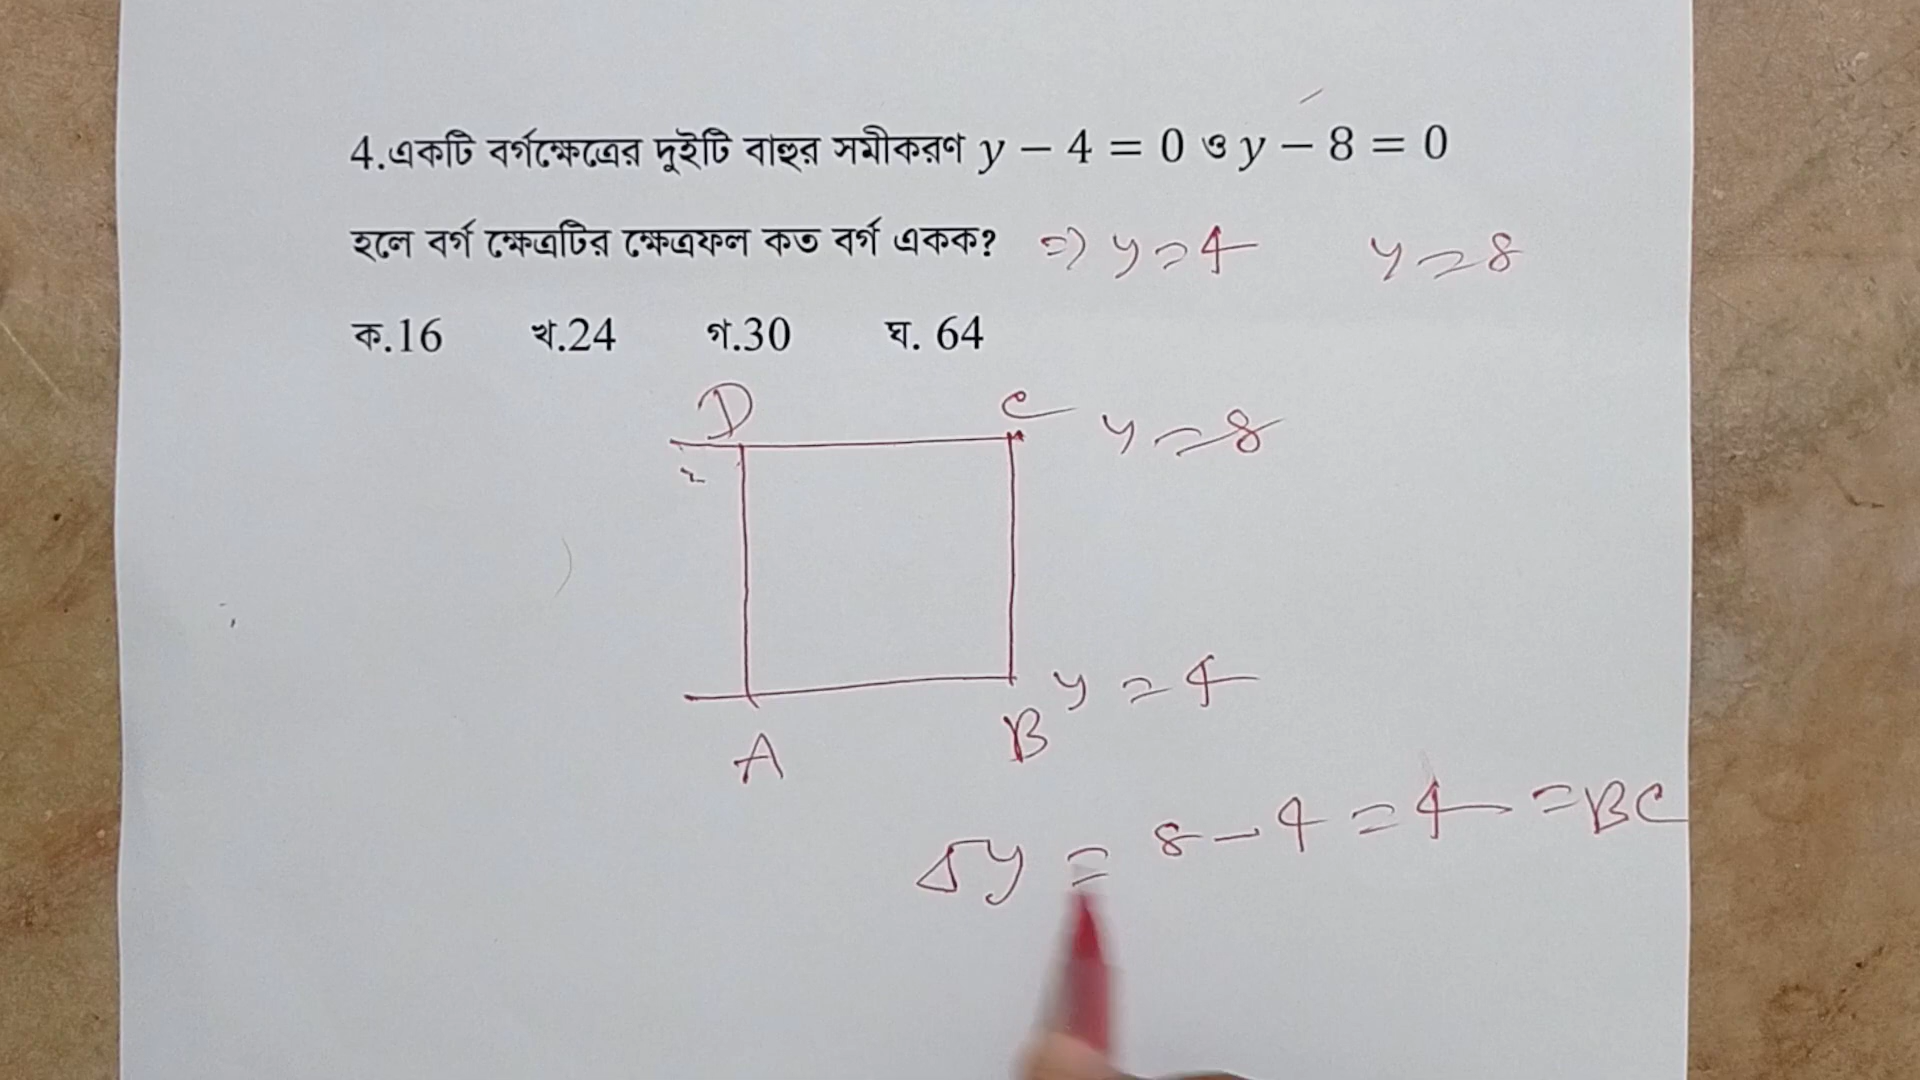 4.একটি বর্গক্ষেত্রের দুইটি বাহুর সমীকরণ y − 4 = 0 ও y − 8 = 0
হলে বর্গ ক্ষেত্রটির ক্ষেত্রফল কত বর্গ একক? ⇒ y = 4 y = 8
ক.16 খ.24 গ.30 ঘ. 64
D C y = 8
y = 4
A B
Δy = 8 − 4 = 4 = BC